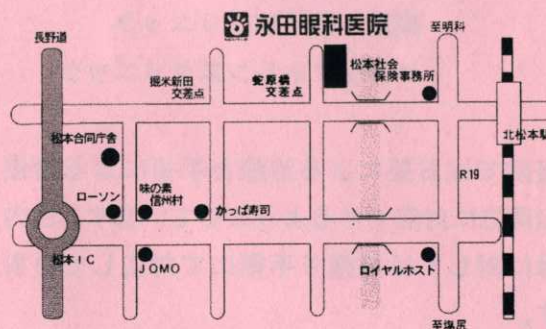 永田眼科医院
長野道
至明科
掘米新田
交差点
蛇原橋
交差点
松本社会
保険事務所
松本合同庁舎
北松本駅
R19
ローソン
味の素
信州村
かっぱ寿司
松本IC
JOMO
ロイヤルホスト
至塩尻